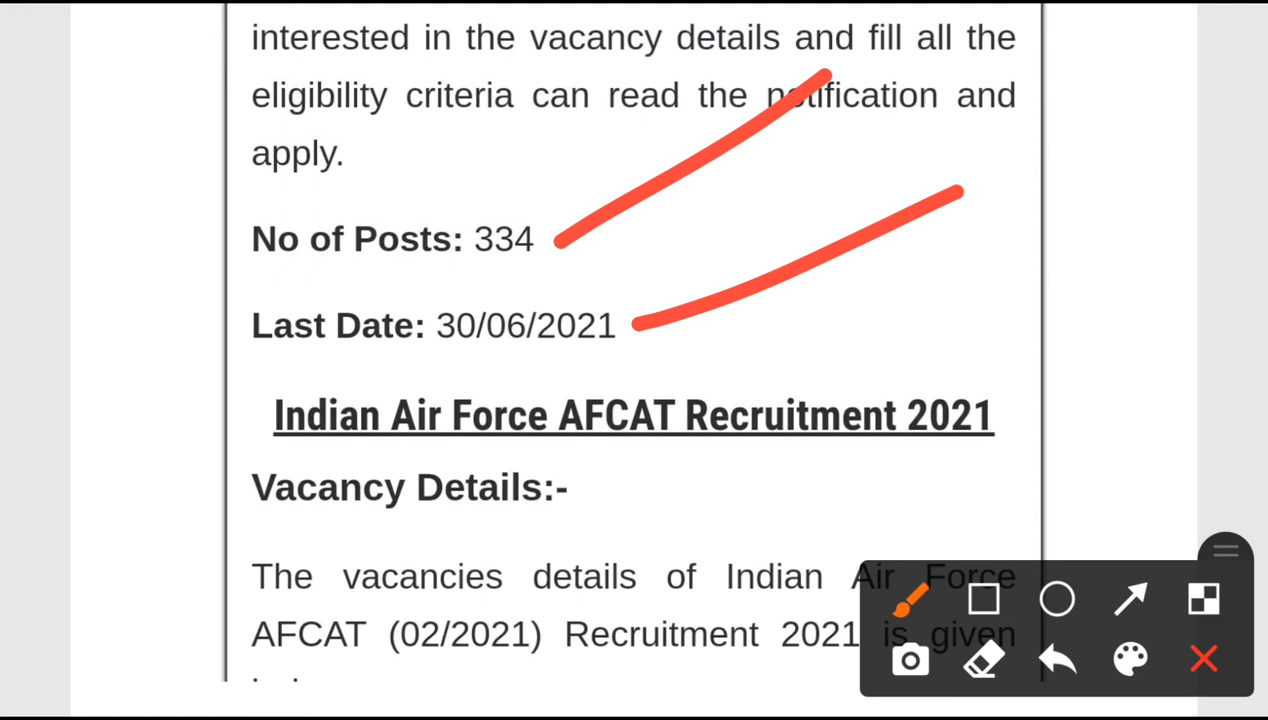 interested in the vacancy details and fill all the
eligibility criteria can read the notification and
apply.
No of Posts: 334
Last Date: 30/06/2021
Indian Air Force AFCAT Recruitment 2021
Vacancy Details:-
The vacancies details of Indian Air Force
AFCAT (02/2021) Recruitment 2021 is given